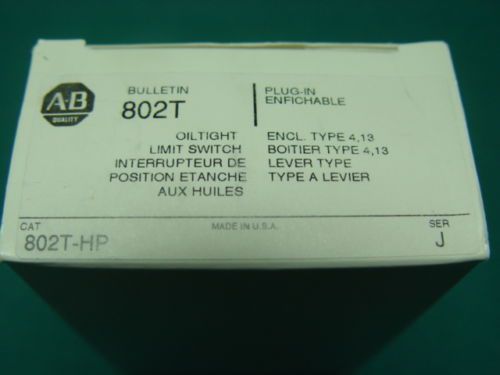 A-B
QUALITY
BULLETIN
802T
PLUG-IN
ENFICHABLE
OILTIGHT
LIMIT SWITCH
INTERRUPTEUR DE
POSITION ETANCHE
AUX HUILES
ENCL. TYPE 4,13
BOITIER TYPE 4,13
LEVER TYPE
TYPE A LEVIER
CAT
802T-HP
MADE IN U.S.A.
SER
J